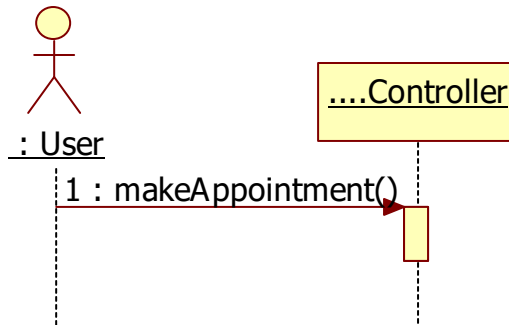 ....Controller
: User
1 : makeAppointment()